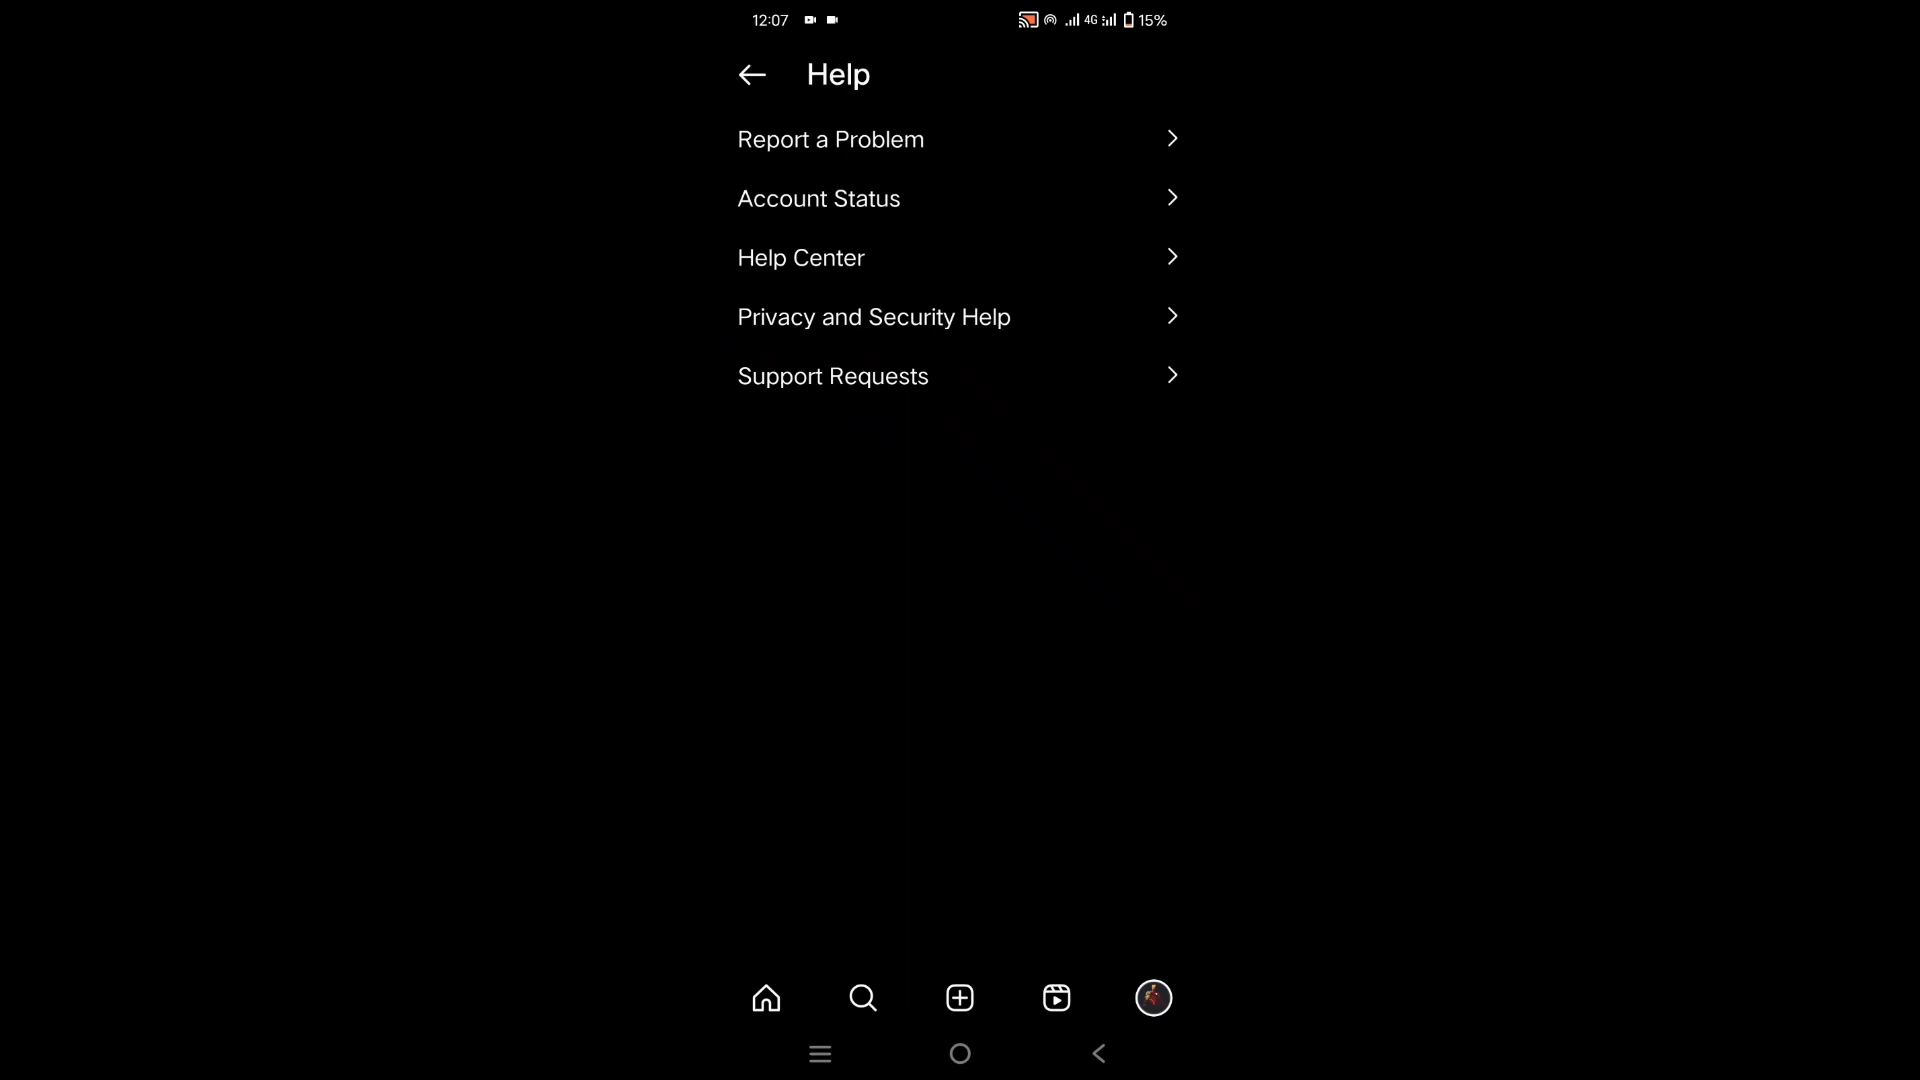 12:07 4G 15%
Help
Report a Problem
Account Status
Help Center
Privacy and Security Help
Support Requests